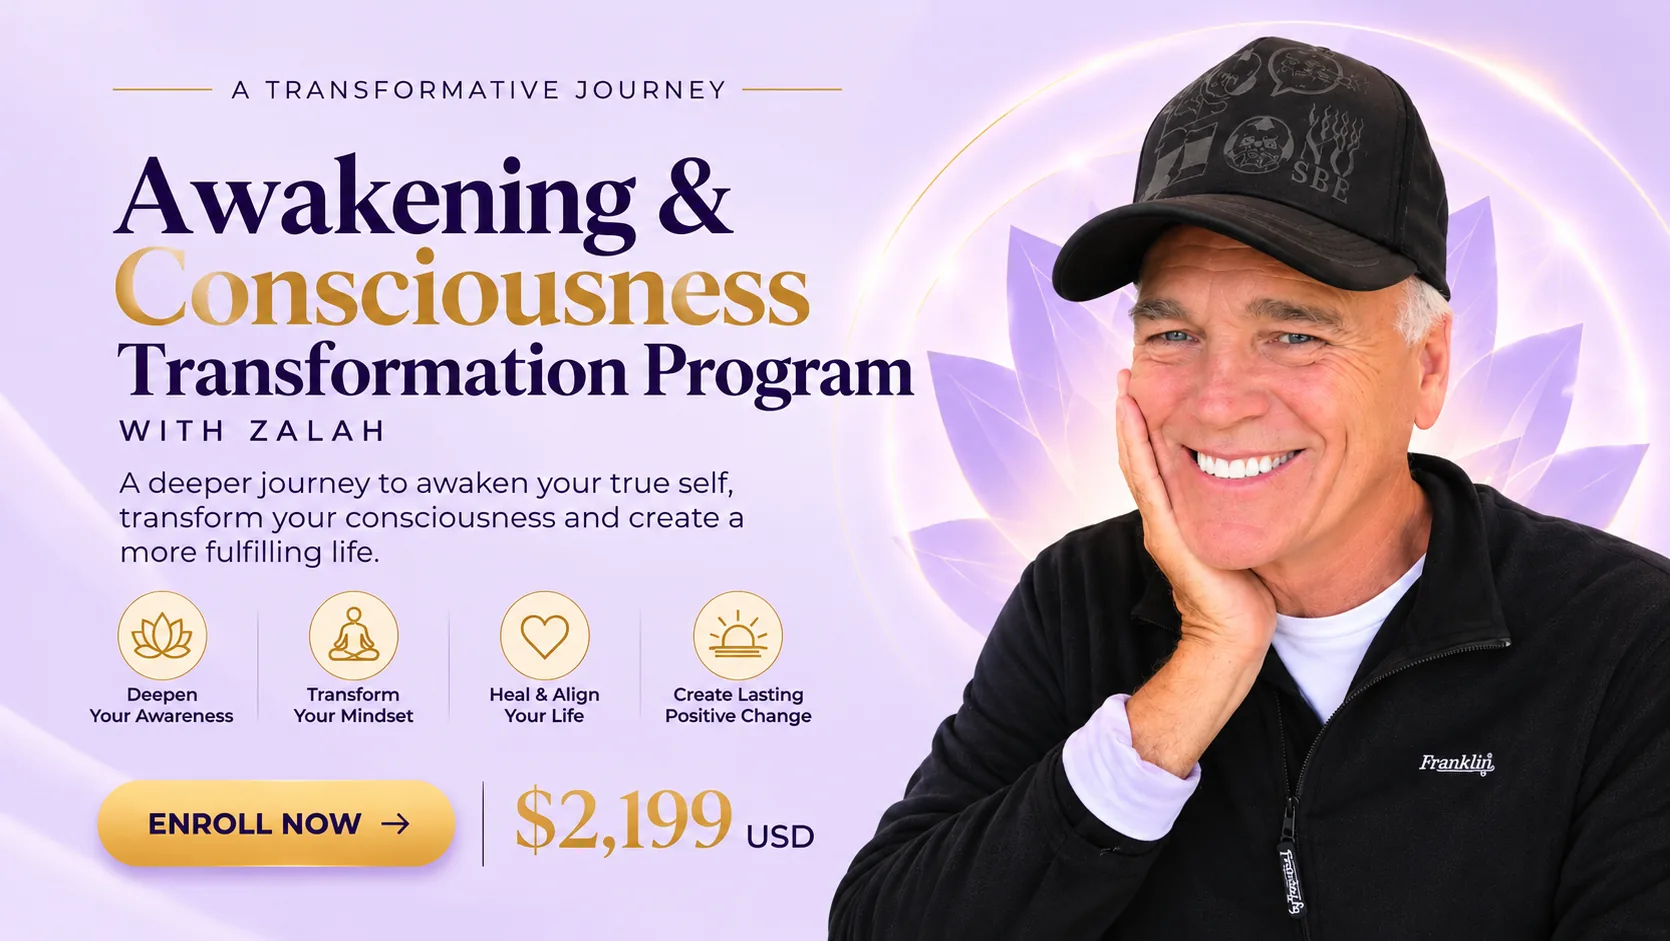 A TRANSFORMATIVE JOURNEY
Awakening &
Consciousness
Transformation Program
WITH ZALAH
A deeper journey to awaken your true self,
transform your consciousness and create a
more fulfilling life.
Deepen
Your Awareness
Transform
Your Mindset
Heal & Align
Your Life
Create Lasting
Positive Change
ENROLL NOW →
$2,199 USD
SBE
Franklin